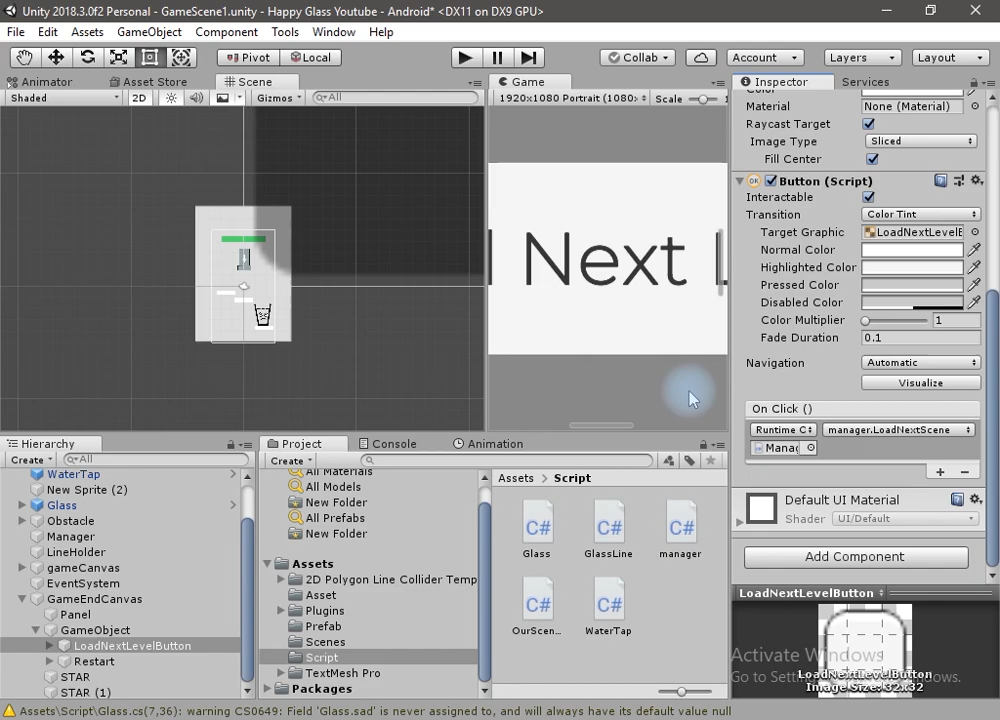 Unity 2018.3.0f2 Personal - GameScene1.unity - Happy Glass Youtube - Android* <DX11 on DX9 GPU>
File Edit Assets GameObject Component Tools Window Help
Pivot Local Collab Account Layers Layout
Animator Asset Store Scene Game Inspector Services
Shaded 2D Gizmos All 1920x1080 Portrait (1080x Scale 1
Material None (Material)
Raycast Target
Image Type Sliced
Fill Center
Button (Script)
OK
Interactable
Transition Color Tint
Target Graphic LoadNextLevelB
Normal Color
Highlighted Color
Pressed Color
Disabled Color
Color Multiplier 1
Fade Duration 0.1
Navigation Automatic
Visualize
On Click ()
Runtime manager.LoadNextScene
Manag
+ -
Default UI Material
Shader UI/Default
Add Component
LoadNextLevelButton
LoadNextLevelButton
Image Size: 32x32
Next
Activate Windows
Go to Settings Windows.
Hierarchy
Create All
WaterTap
New Sprite (2)
Glass
Obstacle
Manager
LineHolder
gameCanvas
EventSystem
GameEndCanvas
Panel
GameObject
LoadNextLevelButton
Restart
STAR
STAR (1)
Project Console Animation
Create
All Materials
All Models
New Folder
All Prefabs
New Folder
Assets
2D Polygon Line Collider Temp
Asset
Plugins
Prefab
Scenes
Script
TextMesh Pro
Packages
Assets Script
C# C# C#
Glass GlassLine manager
C# C#
OurScen... WaterTap
Assets\Script\Glass.cs(7,36): warning CS0649: Field 'Glass.sad' is never assigned to, and will always have its default value null